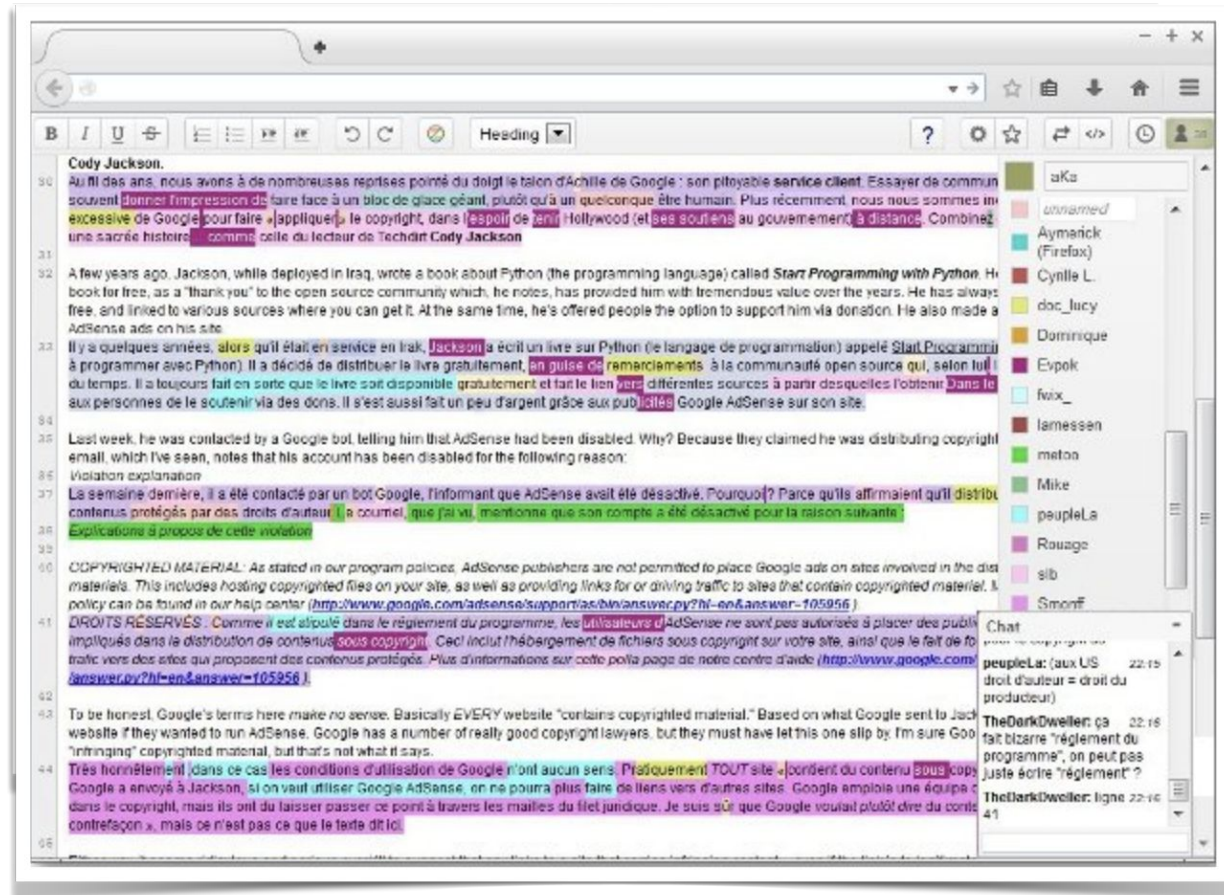 B I U S Heading ? </>
Cody Jackson.
30 Au fil des ans, nous avons à de nombreuses reprises pointé du doigt le talon d'Achille de Google : son pitoyable service client. Essayer de commun
souvent donner l'impression de faire face à un bloc de glace géant, plutôt qu'à un quelconque être humain. Plus récemment, nous nous sommes in
excessive de Google pour faire « appliquer » le copyright, dans l'espoir de tenir Hollywood (et ses soutiens au gouvernement) à distance. Combinez
une sacrée histoire comme celle du lecteur de Techdirt Cody Jackson
31
32 A few years ago, Jackson, while deployed in Iraq, wrote a book about Python (the programming language) called Start Programming with Python. H
book for free, as a "thank you" to the open source community which, he notes, has provided him with tremendous value over the years. He has always
free, and linked to various sources where you can get it. At the same time, he's offered people the option to support him via donation. He also made a
AdSense ads on his site.
33 Il y a quelques années, alors qu'il était en service en Irak, Jackson a écrit un livre sur Python (le langage de programmation) appelé Start Programmi
à programmer avec Python). Il a décidé de distribuer le livre gratuitement, en guise de remerciements à la communauté open source qui, selon lui
du temps. Il a toujours fait en sorte que le livre soit disponible gratuitement et fait le lien vers différentes sources à partir desquelles l'obtenir. Dans le
aux personnes de le soutenir via des dons. Il s'est aussi fait un peu d'argent grâce aux publicités Google AdSense sur son site.
34
35 Last week, he was contacted by a Google bot, telling him that AdSense had been disabled. Why? Because they claimed he was distributing copyright
email, which I've seen, notes that his account has been disabled for the following reason:
36 Violation explanation
37 La semaine dernière, il a été contacté par un bot Google, l'informant que AdSense avait été désactivé. Pourquoi ? Parce qu'ils affirmaient qu'il distribu
contenus protégés par des droits d'auteur. Le courriel, que j'ai vu, mentionne que son compte a été désactivé pour la raison suivante :
38 Explications à propos de cette violation
39
40 COPYRIGHTED MATERIAL: As stated in our program policies, AdSense publishers are not permitted to place Google ads on sites involved in the dis
materials. This includes hosting copyrighted files on your site, as well as providing links for or driving traffic to sites that contain copyrighted material. M
policy can be found in our help center (http://www.google.com/adsense/support/as/bin/answer.py?hl=en&answer=105956 )
41 DROITS RÉSERVÉS : Comme il est stipulé dans le règlement du programme, les utilisateurs d'AdSense ne sont pas autorisés à placer des publi
impliqués dans la distribution de contenus sous copyright. Ceci inclut l'hébergement de fichiers sous copyright sur votre site, ainsi que le fait de fo
trafic vers des sites qui proposent des contenus protégés. Plus d'informations sur cette polla page de notre centre d'aide (http://www.google.com/
/answer.py?hl=en&answer=105956 ).
42
43 To be honest, Google's terms here make no sense. Basically EVERY website "contains copyrighted material." Based on what Google sent to Jack
website if they wanted to run AdSense. Google has a number of really good copyright lawyers, but they must have let this one slip by. I'm sure Goo
"infringing" copyrighted material, but that's not what it says.
44 Très honnêtement ,dans ce cas les conditions d'utilisation de Google n'ont aucun sens. Pratiquement TOUT site « contient du contenu sous copy
Google a envoyé à Jackson, si on veut utiliser Google AdSense, on ne pourra plus faire de liens vers d'autres sites. Google emploie une équipe
dans le copyright, mais ils ont du laisser passer ce point à travers les mailles du filet juridique. Je suis sûr que Google voulait plutôt dire du conte
contrefaçon », mais ce n'est pas ce que le texte dit ici.
aKa
unnamed
Aymerick
(Firefox)
Cyrille L.
doc_lucy
Dominique
Evpok
fwix_
lamessen
metoo
Mike
peupleLa
Rouage
slb
Smonff
Chat
peupleLa: (aux US 22:15
droit d'auteur = droit du
producteur)
TheDarkDweller: ça 22:16
fait bizarre "règlement du
programme", on peut pas
juste écrire "règlement" ?
TheDarkDweller: ligne 22:16
41